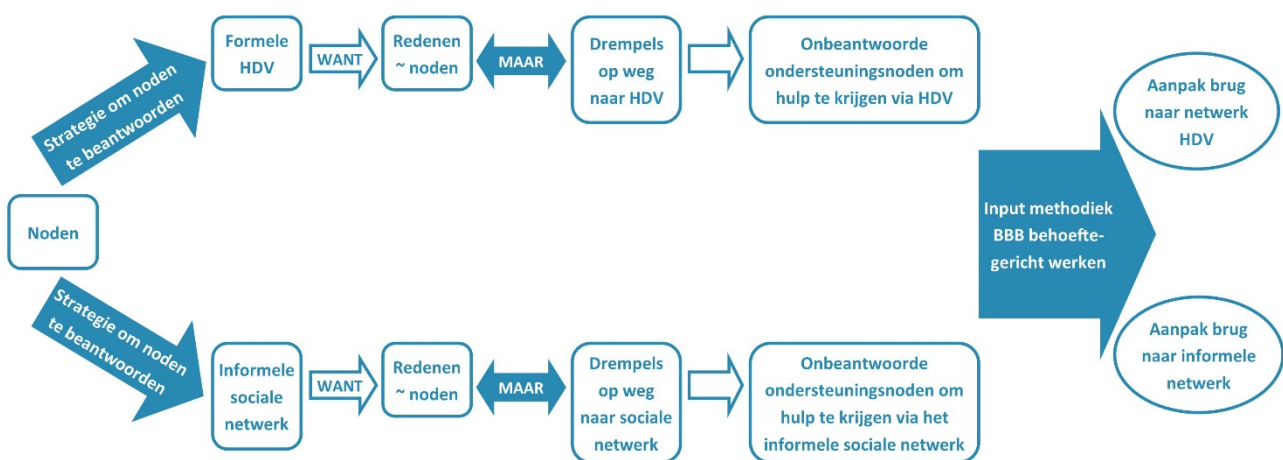 Noden
Strategie om noden
te beantwoorden
Formele
HDV
WANT
Redenen
~ noden
MAAR
Drempels
op weg
naar HDV
Onbeantwoorde
ondersteuningsnoden om
hulp te krijgen via HDV
Strategie om noden
te beantwoorden
Informele
sociale
netwerk
WANT
Redenen
~ noden
MAAR
Drempels
op weg
naar sociale
netwerk
Onbeantwoorde
ondersteuningsnoden om
hulp te krijgen via het
informele sociale netwerk
Input methodiek
BBB behoefte-
gericht werken
Aanpak brug
naar netwerk
HDV
Aanpak brug
naar informele
netwerk